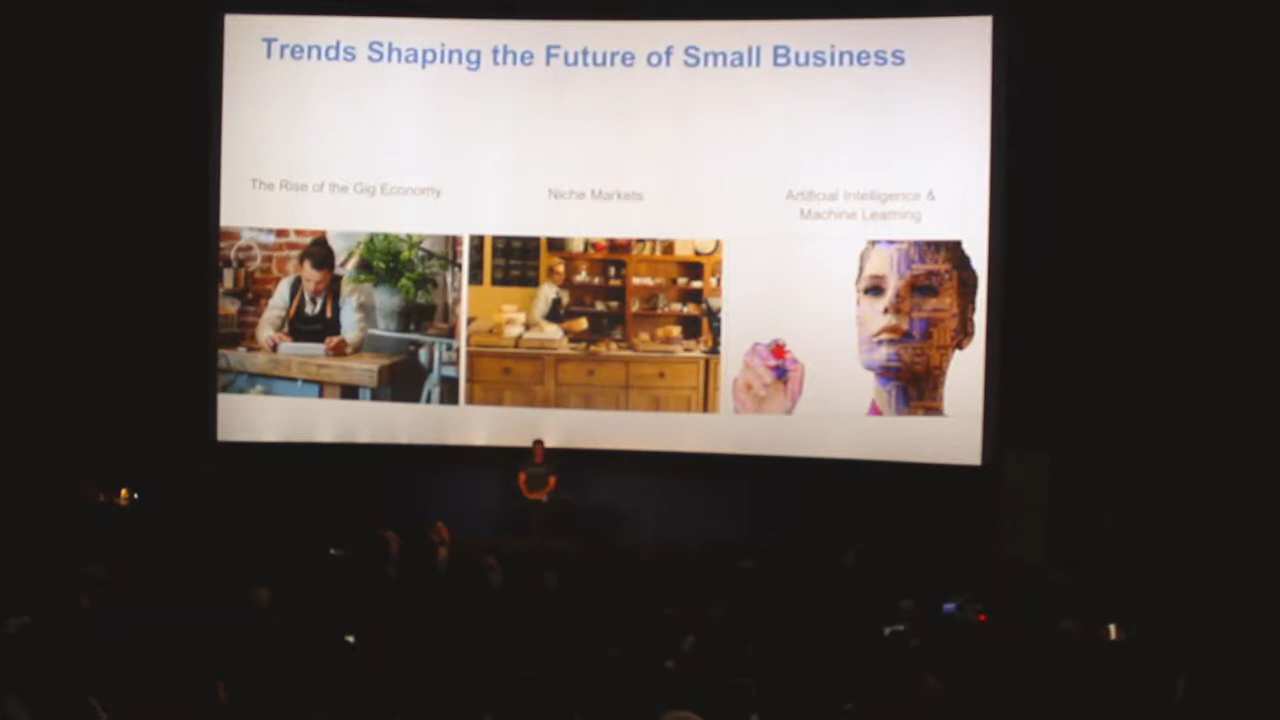 Trends Shaping the Future of Small Business
The Rise of the Gig Economy
Niche Markets
Artificial Intelligence &
Machine Learning